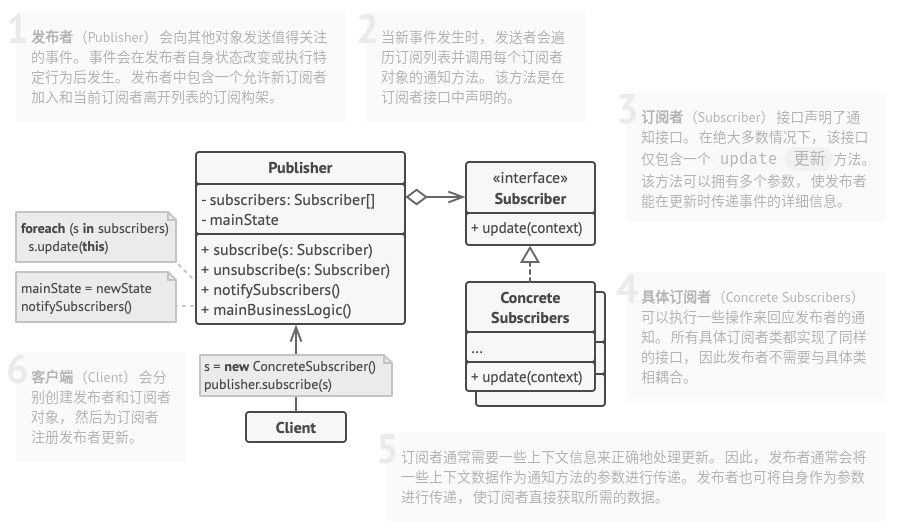 1
发布者（Publisher）会向其他对象发送值得关注
的事件。事件会在发布者自身状态改变或执行特
定行为后发生。发布者中包含一个允许新订阅者
加入和当前订阅者离开列表的订阅构架。
2
当新事件发生时，发送者会遍
历订阅列表并调用每个订阅者
对象的通知方法。该方法是在
订阅者接口中声明的。
3
订阅者（Subscriber）接口声明了通
知接口。在绝大多数情况下，该接口
仅包含一个 update 更新 方法。
该方法可以拥有多个参数，使发布者
能在更新时传递事件的详细信息。
Publisher
- subscribers: Subscriber[]
- mainState
+ subscribe(s: Subscriber)
+ unsubscribe(s: Subscriber)
+ notifySubscribers()
+ mainBusinessLogic()
«interface»
Subscriber
+ update(context)
foreach (s in subscribers)
s.update(this)
mainState = newState
notifySubscribers()
Concrete
Subscribers
...
+ update(context)
4
具体订阅者（Concrete Subscribers）
可以执行一些操作来回应发布者的通
知。所有具体订阅者类都实现了同样
的接口，因此发布者不需要与具体类
相耦合。
s = new ConcreteSubscriber()
publisher.subscribe(s)
Client
6
客户端（Client）会分
别创建发布者和订阅者
对象，然后为订阅者
注册发布者更新。
5
订阅者通常需要一些上下文信息来正确地处理更新。因此，发布者通常会将
一些上下文数据作为通知方法的参数进行传递。发布者也可将自身作为参数
进行传递，使订阅者直接获取所需的数据。